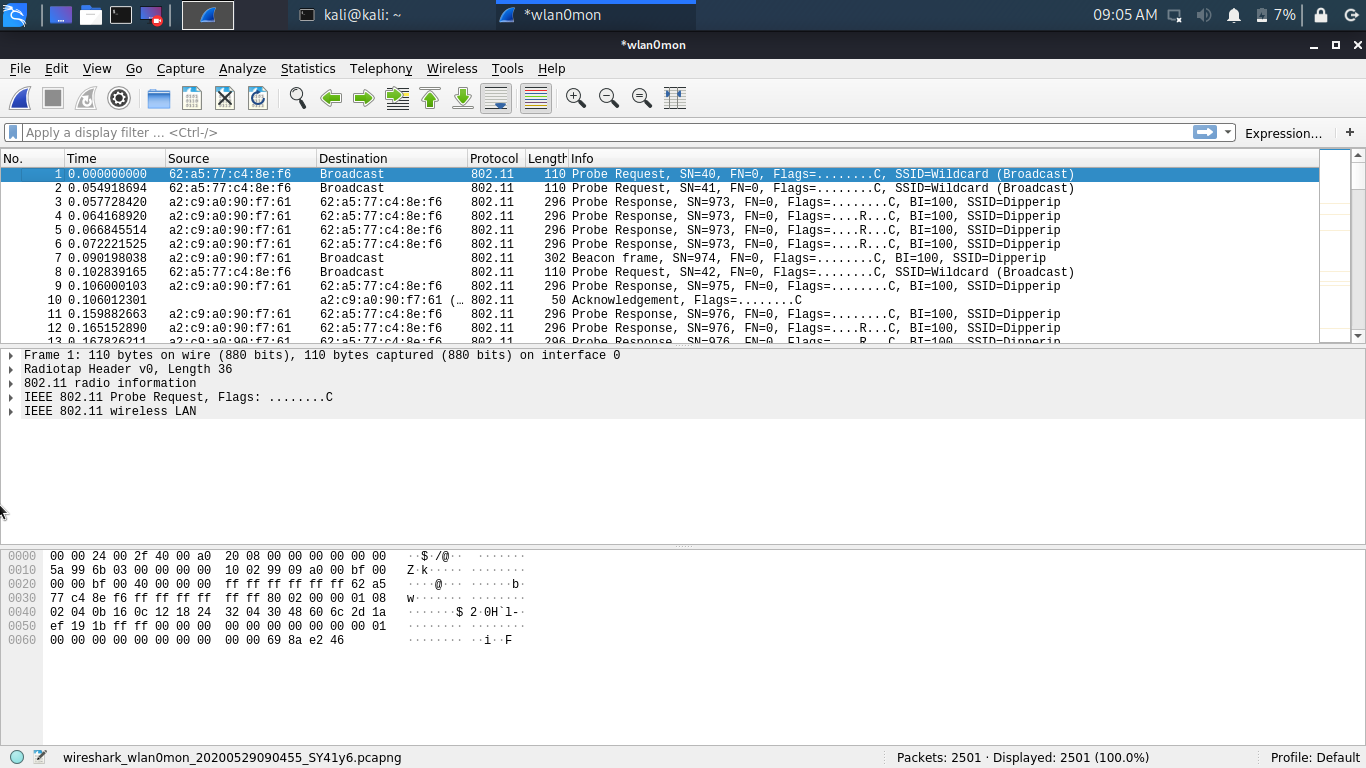 kali@kali: ~ *wlan0mon 09:05 AM 7%
*wlan0mon
File Edit View Go Capture Analyze Statistics Telephony Wireless Tools Help
Apply a display filter ... <Ctrl-/> Expression... +
No. Time Source Destination Protocol Length Info
1 0.000000000 62:a5:77:c4:8e:f6 Broadcast 802.11 110 Probe Request, SN=40, FN=0, Flags=........C, SSID=Wildcard (Broadcast)
2 0.054918694 62:a5:77:c4:8e:f6 Broadcast 802.11 110 Probe Request, SN=41, FN=0, Flags=........C, SSID=Wildcard (Broadcast)
3 0.057728420 a2:c9:a0:90:f7:61 62:a5:77:c4:8e:f6 802.11 296 Probe Response, SN=973, FN=0, Flags=........C, BI=100, SSID=Dipperip
4 0.064168920 a2:c9:a0:90:f7:61 62:a5:77:c4:8e:f6 802.11 296 Probe Response, SN=973, FN=0, Flags=....R...C, BI=100, SSID=Dipperip
5 0.066845514 a2:c9:a0:90:f7:61 62:a5:77:c4:8e:f6 802.11 296 Probe Response, SN=973, FN=0, Flags=....R...C, BI=100, SSID=Dipperip
6 0.072221525 a2:c9:a0:90:f7:61 62:a5:77:c4:8e:f6 802.11 296 Probe Response, SN=973, FN=0, Flags=....R...C, BI=100, SSID=Dipperip
7 0.090198038 a2:c9:a0:90:f7:61 Broadcast 802.11 302 Beacon frame, SN=974, FN=0, Flags=........C, BI=100, SSID=Dipperip
8 0.102839165 62:a5:77:c4:8e:f6 Broadcast 802.11 110 Probe Request, SN=42, FN=0, Flags=........C, SSID=Wildcard (Broadcast)
9 0.106000103 a2:c9:a0:90:f7:61 62:a5:77:c4:8e:f6 802.11 296 Probe Response, SN=975, FN=0, Flags=........C, BI=100, SSID=Dipperip
10 0.106012301 a2:c9:a0:90:f7:61 (… 802.11 50 Acknowledgement, Flags=........C
11 0.159882663 a2:c9:a0:90:f7:61 62:a5:77:c4:8e:f6 802.11 296 Probe Response, SN=976, FN=0, Flags=........C, BI=100, SSID=Dipperip
12 0.165152890 a2:c9:a0:90:f7:61 62:a5:77:c4:8e:f6 802.11 296 Probe Response, SN=976, FN=0, Flags=....R...C, BI=100, SSID=Dipperip
13 0.167826211 a2:c9:a0:90:f7:61 62:a5:77:c4:8e:f6 802.11 296 Probe Response, SN=976, FN=0, Flags=....R...C, BI=100, SSID=Dipperip
Frame 1: 110 bytes on wire (880 bits), 110 bytes captured (880 bits) on interface 0
Radiotap Header v0, Length 36
802.11 radio information
IEEE 802.11 Probe Request, Flags: ........C
IEEE 802.11 wireless LAN
0000 00 00 24 00 2f 40 00 a0 20 08 00 00 00 00 00 00 ··$·/@·· ·······
0010 5a 99 6b 03 00 00 00 00 10 02 99 09 a0 00 bf 00 Z·k····· ········
0020 00 00 bf 00 40 00 00 00 ff ff ff ff ff ff 62 a5 ····@··· ······b·
0030 77 c4 8e f6 ff ff ff ff ff ff 80 02 00 00 01 08 w······· ········
0040 02 04 0b 16 0c 12 18 24 32 04 30 48 60 6c 2d 1a ·······$ 2·0H`l-·
0050 ef 19 1b ff ff 00 00 00 00 00 00 00 00 00 00 01 ········ ········
0060 00 00 00 00 00 00 00 00 00 00 69 8a e2 46 ········ ··i··F
wireshark_wlan0mon_20200529090455_SY41y6.pcapng Packets: 2501 · Displayed: 2501 (100.0%) Profile: Default